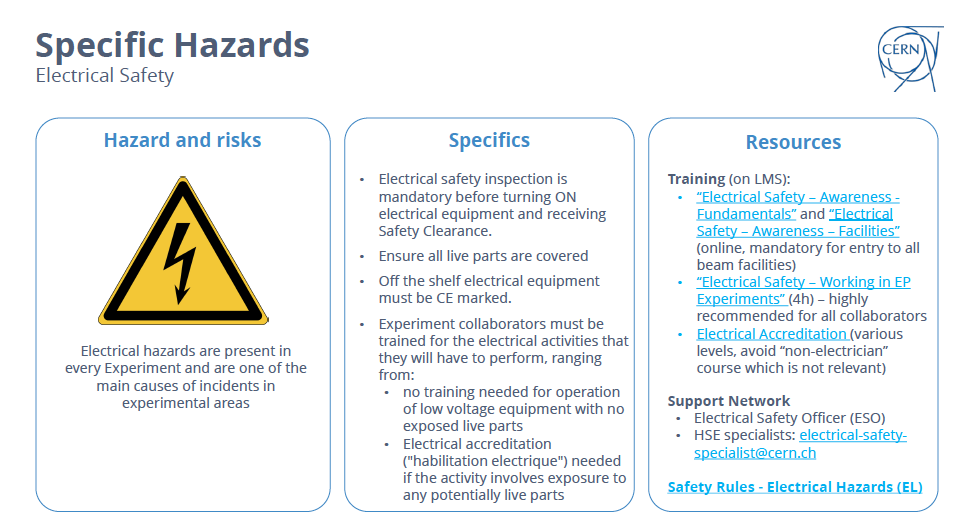 Specific Hazards
Electrical Safety
CERN
Hazard and risks
Electrical hazards are present in
every Experiment and are one of the
main causes of incidents in
experimental areas
Specifics
• Electrical safety inspection is
mandatory before turning ON
electrical equipment and receiving
Safety Clearance.
• Ensure all live parts are covered
• Off the shelf electrical equipment
must be CE marked.
• Experiment collaborators must be
trained for the electrical activities that
they will have to perform, ranging
from:
• no training needed for operation
of low voltage equipment with no
exposed live parts
• Electrical accreditation
("habilitation electrique") needed
if the activity involves exposure to
any potentially live parts
Resources
Training (on LMS):
• “Electrical Safety – Awareness -
Fundamentals” and “Electrical
Safety – Awareness – Facilities”
(online, mandatory for entry to all
beam facilities)
• “Electrical Safety – Working in EP
Experiments” (4h) – highly
recommended for all collaborators
• Electrical Accreditation (various
levels, avoid “non-electrician”
course which is not relevant)
Support Network
• Electrical Safety Officer (ESO)
• HSE specialists: electrical-safety-
specialist@cern.ch
Safety Rules - Electrical Hazards (EL)